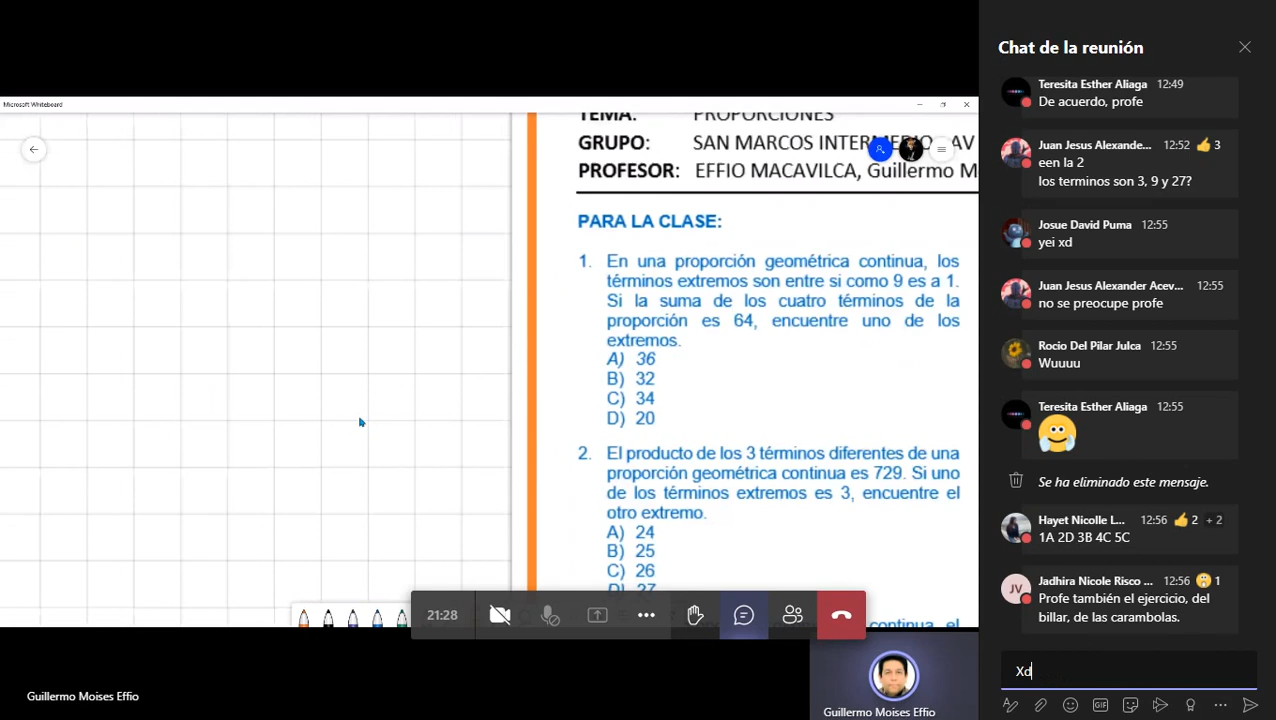 Microsoft Whiteboard
TEMA: PROPORCIONES
GRUPO: SAN MARCOS INTERMEDIO AV
PROFESOR: EFFIO MACAVILCA, Guillermo M
PARA LA CLASE:
1. En una proporción geométrica continua, los
términos extremos son entre si como 9 es a 1.
Si la suma de los cuatro términos de la
proporción es 64, encuentre uno de los
extremos.
A) 36
B) 32
C) 34
D) 20
2. El producto de los 3 términos diferentes de una
proporción geométrica continua es 729. Si uno
de los términos extremos es 3, encuentre el
otro extremo.
A) 24
B) 25
C) 26
D) 27
continua, el
21:28
Guillermo Moises Effio
Guillermo Moises Effio
Chat de la reunión
Teresita Esther Aliaga 12:49
De acuerdo, profe
Juan Jesus Alexande... 12:52 3
een la 2
los terminos son 3, 9 y 27?
Josue David Puma 12:55
yei xd
Juan Jesus Alexander Acev... 12:55
no se preocupe profe
Rocio Del Pilar Julca 12:55
Wuuuu
Teresita Esther Aliaga 12:55
Se ha eliminado este mensaje.
Hayet Nicolle L... 12:56 2 + 2
1A 2D 3B 4C 5C
JV
Jadhira Nicole Risco ... 12:56 1
Profe también el ejercicio, del
billar, de las carambolas.
Xd
GIF